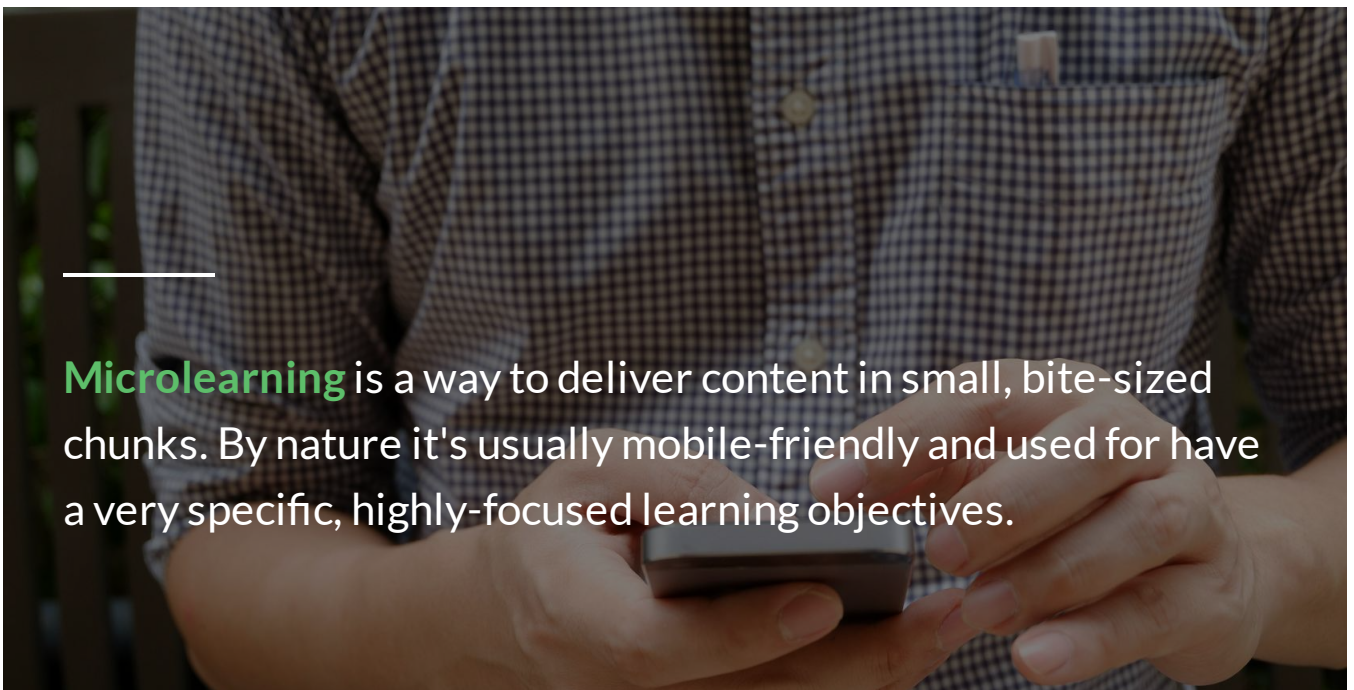 Microlearning is a way to deliver content in small, bite-sized
chunks. By nature it's usually mobile-friendly and used for have
a very specific, highly-focused learning objectives.